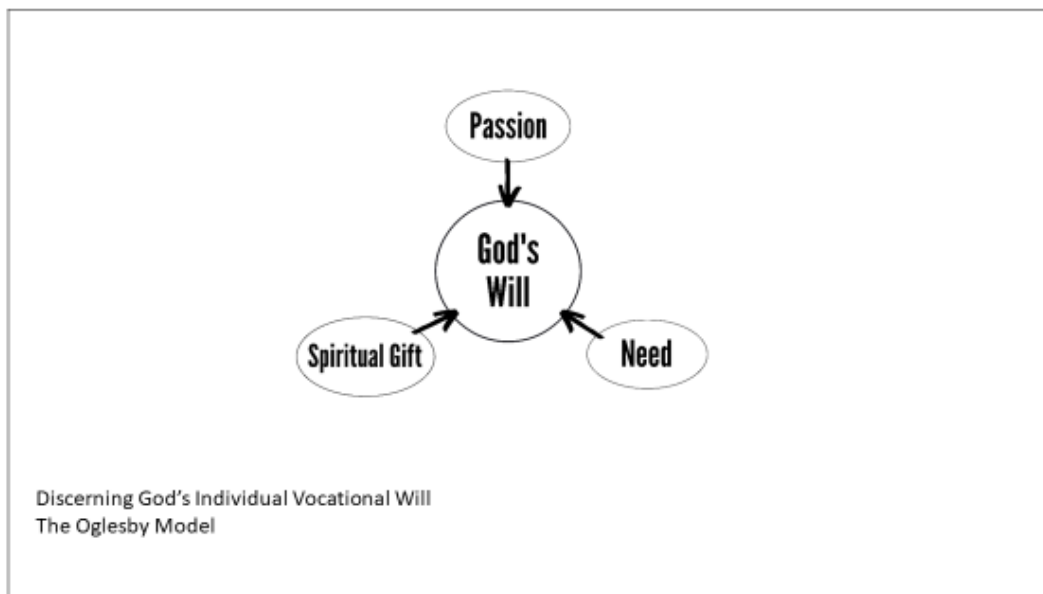 Passion
God's
Will
Spiritual Gift
Need
Discerning God’s Individual Vocational Will
The Oglesby Model